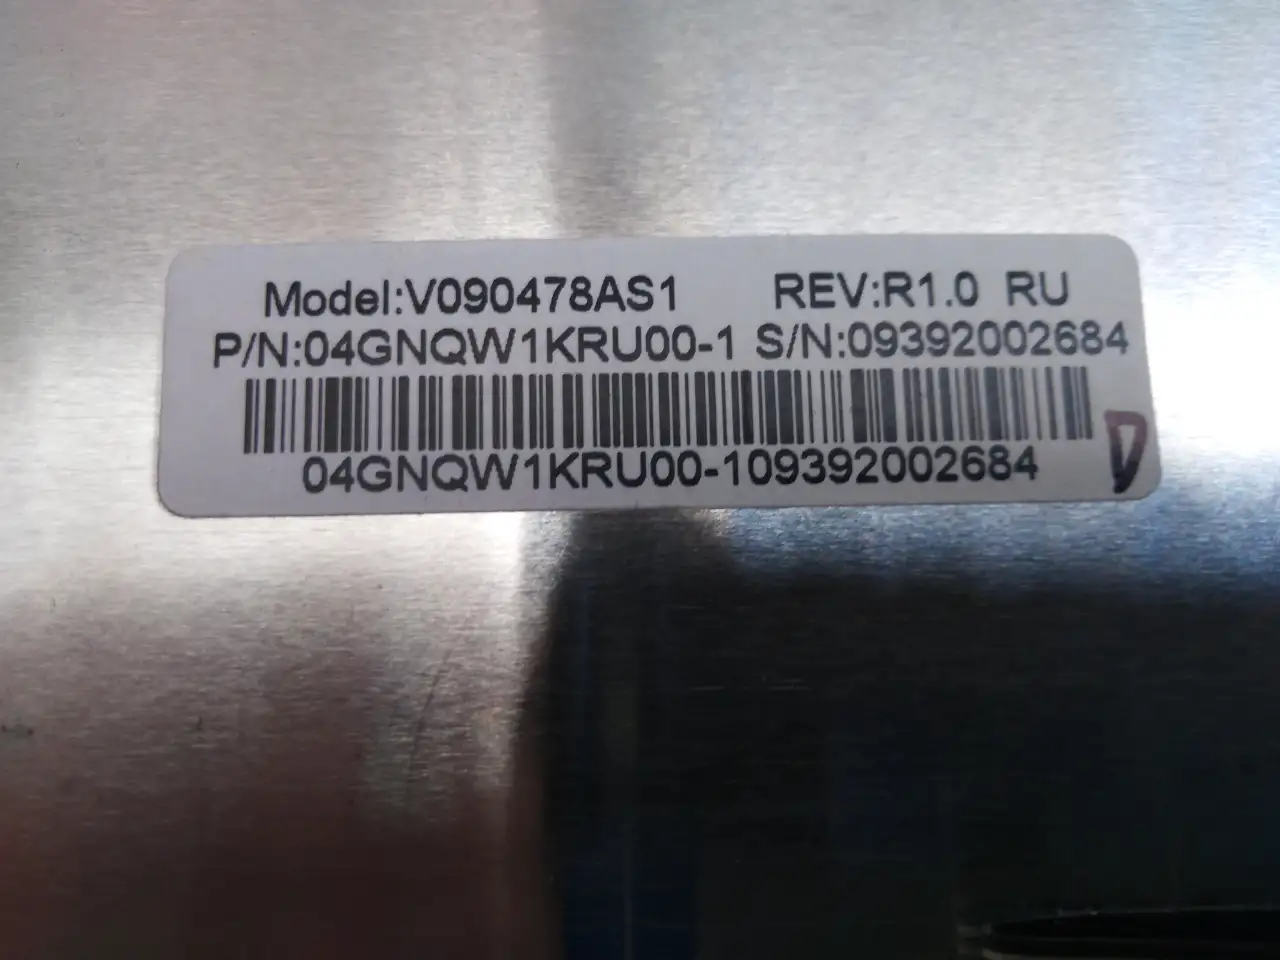 Model:V090478AS1 REV:R1.0 RU
P/N:04GNQW1KRU00-1 S/N:09392002684
04GNQW1KRU00-109392002684
D